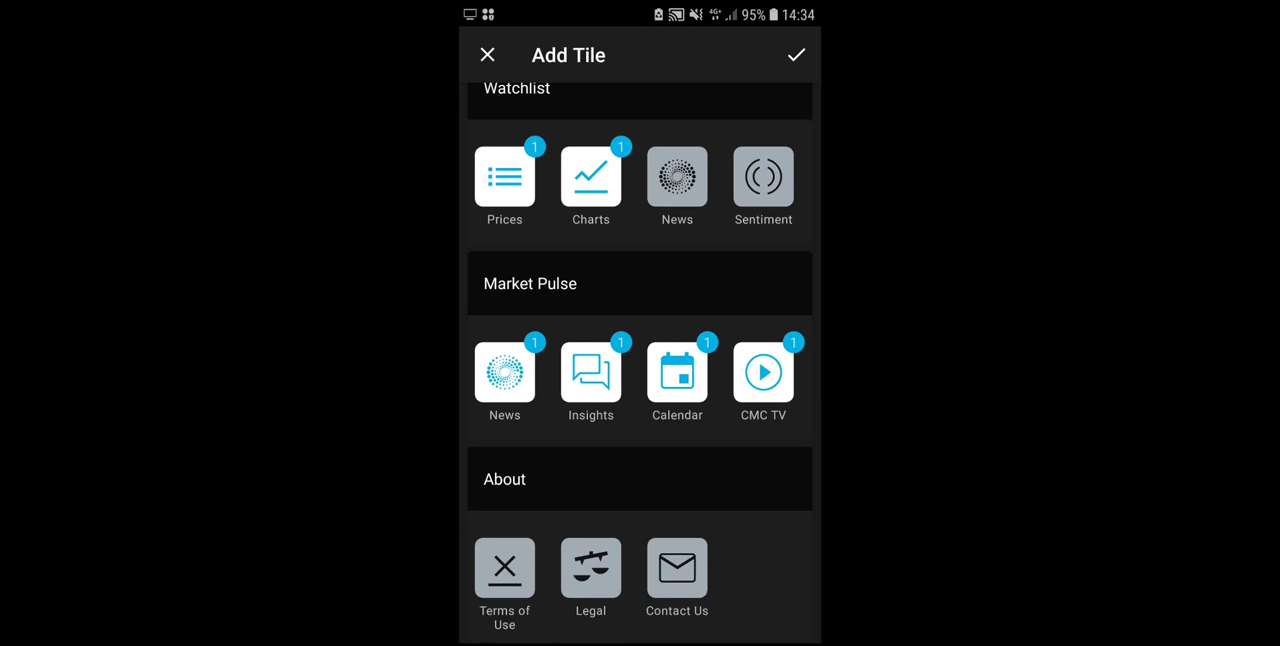 4G+ 95% 14:34
Add Tile
Watchlist
1 1
Prices Charts News Sentiment
Market Pulse
1 1 1 1
News Insights Calendar CMC TV
About
Terms of Legal Contact Us
Use